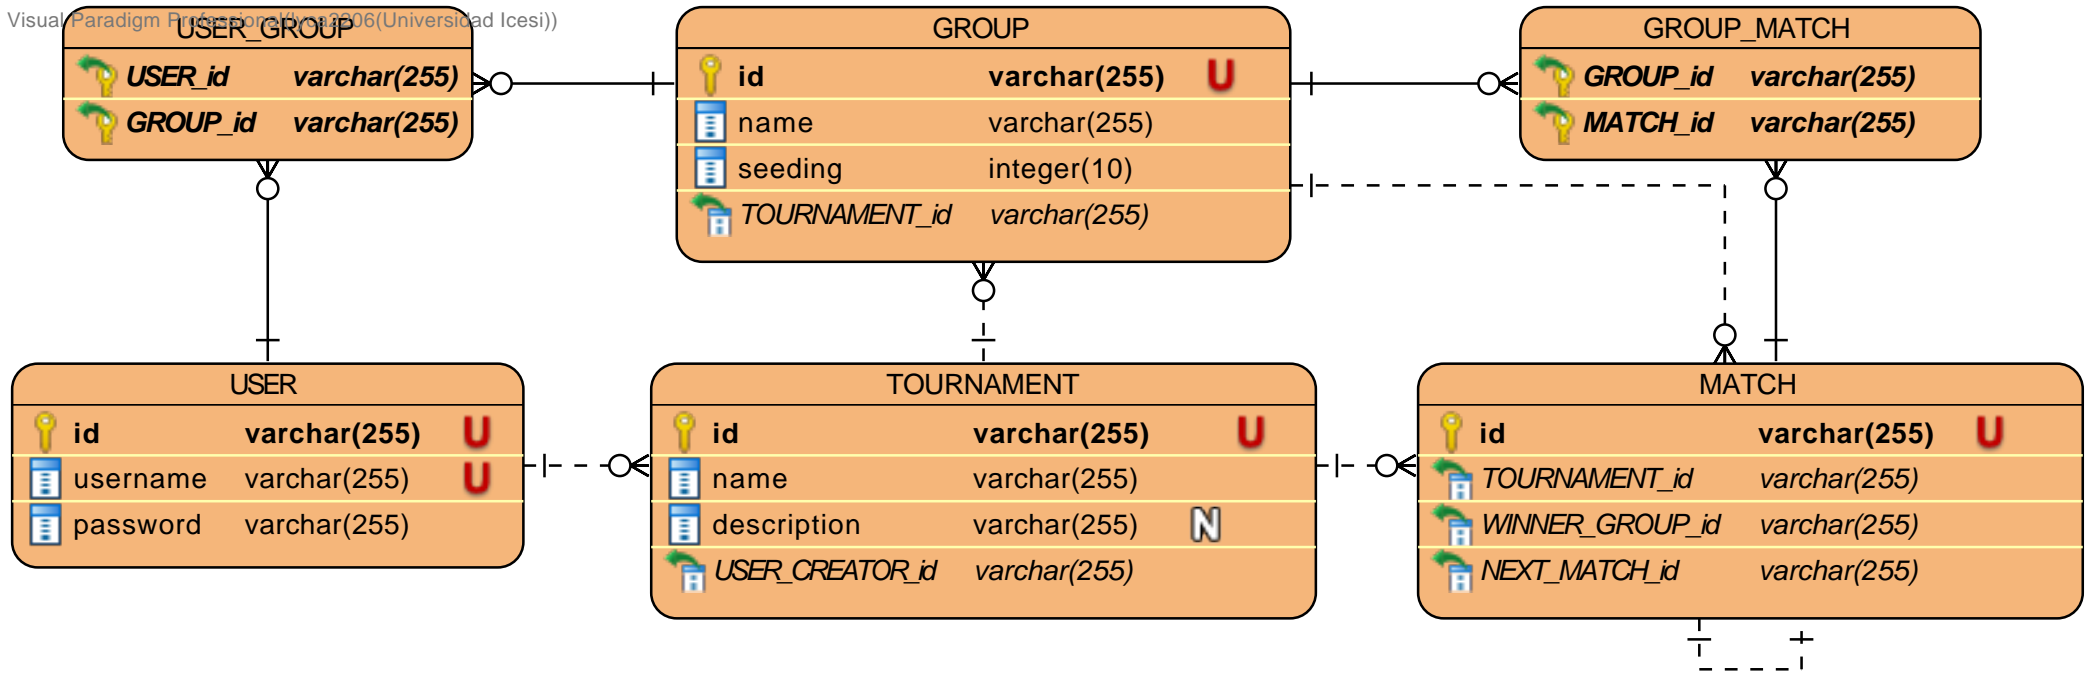 Visual Paradigm Professional(lyca2206(Universidad Icesi))
USER_GROUP
USER_id varchar(255)
GROUP_id varchar(255)
GROUP
id varchar(255) U
name varchar(255)
seeding integer(10)
TOURNAMENT_id varchar(255)
GROUP_MATCH
GROUP_id varchar(255)
MATCH_id varchar(255)
USER
id varchar(255) U
username varchar(255) U
password varchar(255)
TOURNAMENT
id varchar(255) U
name varchar(255)
description varchar(255) N
USER_CREATOR_id varchar(255)
MATCH
id varchar(255) U
TOURNAMENT_id varchar(255)
WINNER_GROUP_id varchar(255)
NEXT_MATCH_id varchar(255)